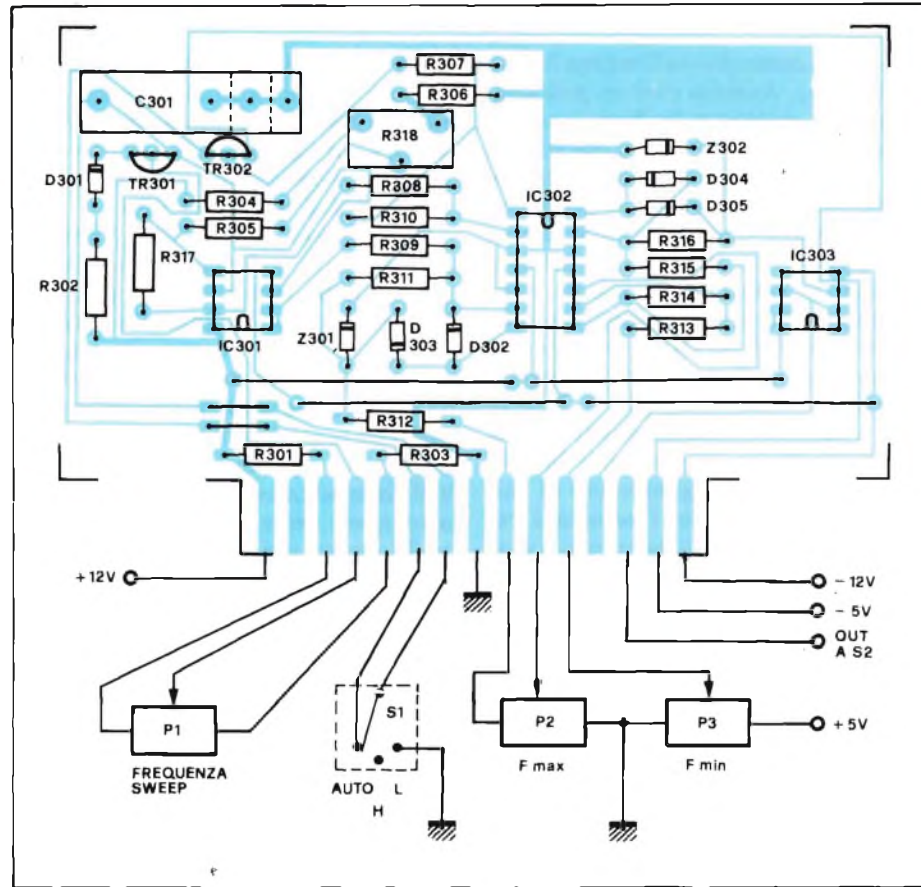 R307
R306
C301
R318
Z302
TR302
D301
TR301
D304
R308
IC302
R304
D305
R310
R305
R316
R317
R309
IC303
R315
R302
R311
R314
R313
IC301
Z301
D
303
D302
R312
R301
R303
+12V
- 12V
- 5V
OUT
A S2
S1
P1
P2
P3
+ 5V
FREQUENZA
SWEEP
F max
F min
AUTO L
H